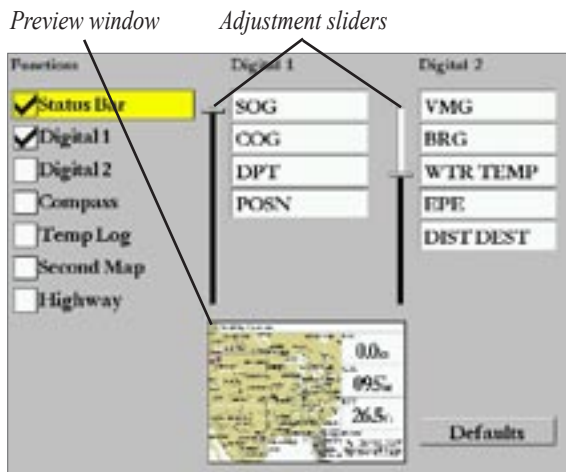 Preview window
Adjustment sliders
Functions
Digital 1
Digital 2
Status Bar
Digital 1
Digital 2
Compass
Temp Log
Second Map
Highway
SOG
COG
DPT
POSN
VMG
BRG
WTR TEMP
EPE
DIST DEST
0.0
095
26.5
Defaults